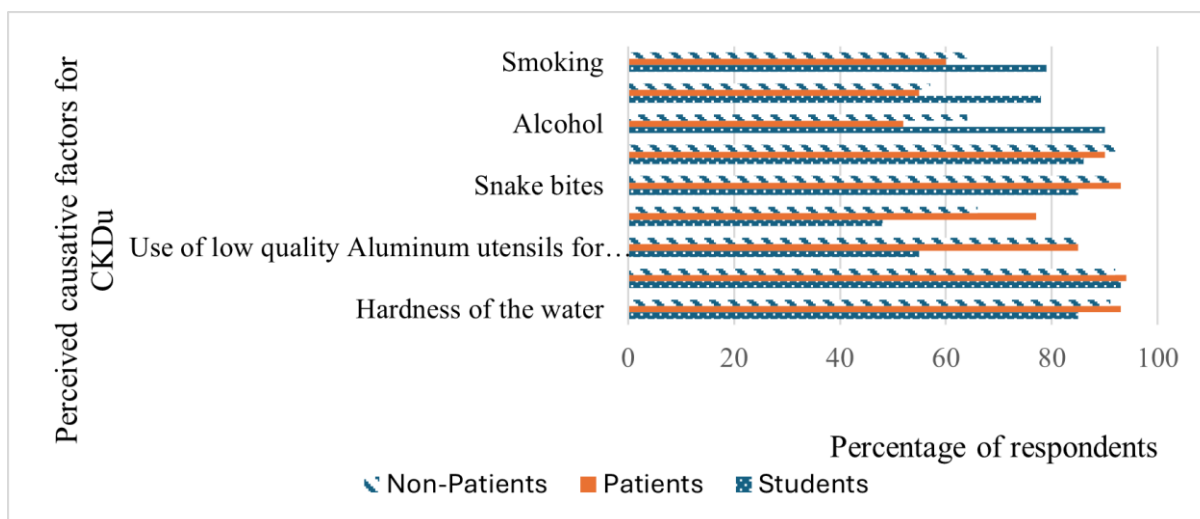 Perceived causative factors for
CKDu
Smoking
Alcohol
Snake bites
Use of low quality Aluminum utensils for…
Hardness of the water
0 20 40 60 80 100
Percentage of respondents
Non-Patients Patients Students